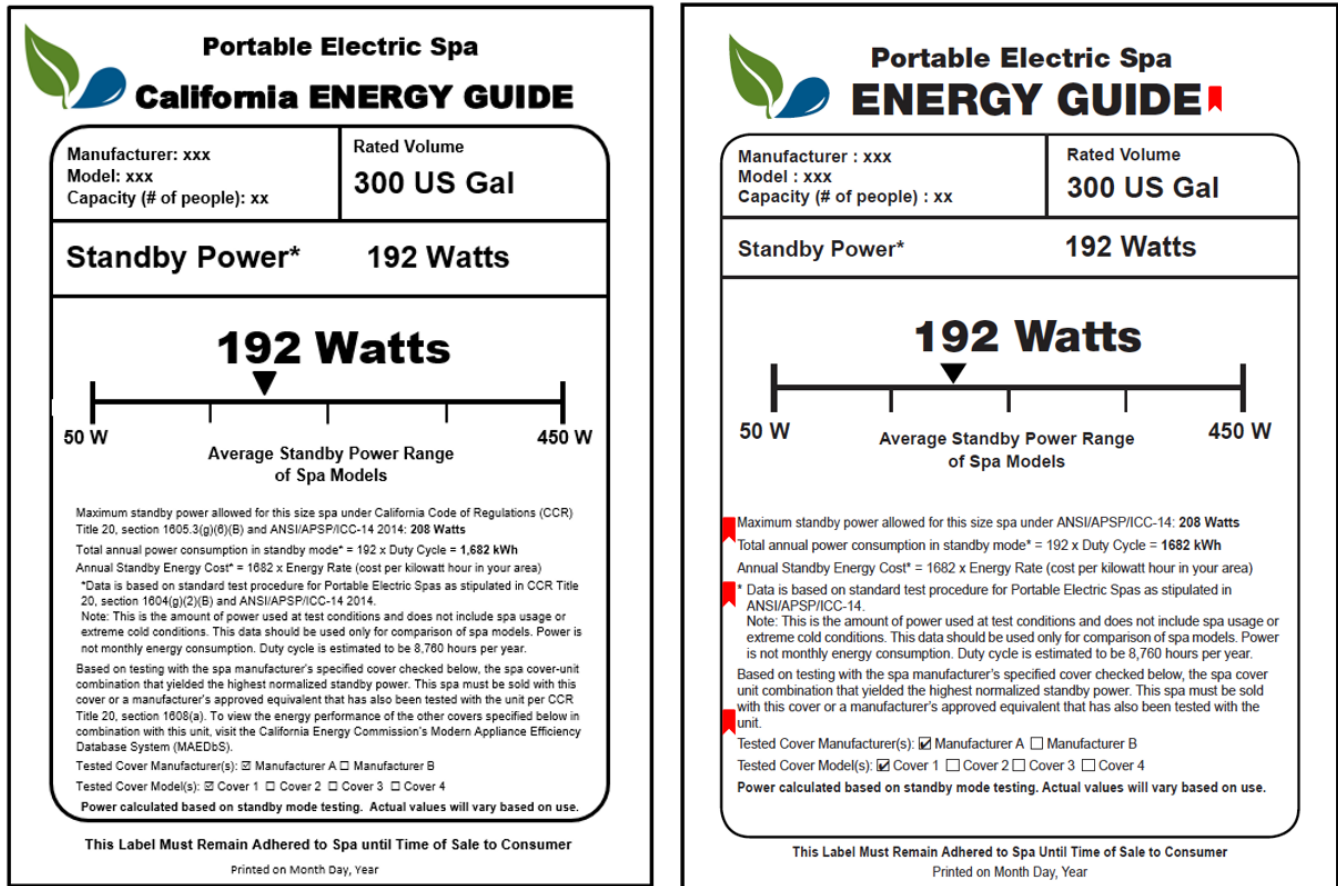 Portable Electric Spa
California ENERGY GUIDE
Manufacturer: xxx
Model: xxx
Capacity (# of people): xx
Rated Volume
300 US Gal
Standby Power* 192 Watts
192 Watts
50 W 450 W
Average Standby Power Range
of Spa Models
Maximum standby power allowed for this size spa under California Code of Regulations (CCR)
Title 20, section 1605.3(g)(6)(B) and ANSI/APSP/ICC-14 2014: 208 Watts
Total annual power consumption in standby mode* = 192 x Duty Cycle = 1,682 kWh
Annual Standby Energy Cost* = 1682 x Energy Rate (cost per kilowatt hour in your area)
*Data is based on standard test procedure for Portable Electric Spas as stipulated in CCR Title
20, section 1604(g)(2)(B) and ANSI/APSP/ICC-14 2014.
Note: This is the amount of power used at test conditions and does not include spa usage or
extreme cold conditions. This data should be used only for comparison of spa models. Power is
not monthly energy consumption. Duty cycle is estimated to be 8,760 hours per year.
Based on testing with the spa manufacturer's specified cover checked below, the spa cover-unit
combination that yielded the highest normalized standby power. This spa must be sold with this
cover or a manufacturer's approved equivalent that has also been tested with the unit per CCR
Title 20, section 1608(a). To view the energy performance of the other covers specified below in
combination with this unit, visit the California Energy Commission's Modern Appliance Efficiency
Database System (MAEDbS).
Tested Cover Manufacturer(s): ☑ Manufacturer A ☐ Manufacturer B
Tested Cover Model(s): ☑ Cover 1 ☐ Cover 2 ☐ Cover 3 ☐ Cover 4
Power calculated based on standby mode testing. Actual values will vary based on use.
This Label Must Remain Adhered to Spa until Time of Sale to Consumer
Printed on Month Day, Year
Portable Electric Spa
ENERGY GUIDE
Manufacturer : xxx
Model : xxx
Capacity (# of people) : xx
Rated Volume
300 US Gal
Standby Power* 192 Watts
192 Watts
50 W 450 W
Average Standby Power Range
of Spa Models
Maximum standby power allowed for this size spa under ANSI/APSP/ICC-14: 208 Watts
Total annual power consumption in standby mode* = 192 x Duty Cycle = 1682 kWh
Annual Standby Energy Cost* = 1682 x Energy Rate (cost per kilowatt hour in your area)
* Data is based on standard test procedure for Portable Electric Spas as stipulated in
ANSI/APSP/ICC-14.
Note: This is the amount of power used at test conditions and does not include spa usage or
extreme cold conditions. This data should be used only for comparison of spa models. Power
is not monthly energy consumption. Duty cycle is estimated to be 8,760 hours per year.
Based on testing with the spa manufacturer's specified cover checked below, the spa cover
unit combination that yielded the highest normalized standby power. This spa must be sold
with this cover or a manufacturer's approved equivalent that has also been tested with the
unit.
Tested Cover Manufacturer(s): ☑ Manufacturer A ☐ Manufacturer B
Tested Cover Model(s): ☑ Cover 1 ☐ Cover 2 ☐ Cover 3 ☐ Cover 4
Power calculated based on standby mode testing. Actual values will vary based on use.
This Label Must Remain Adhered to Spa Until Time of Sale to Consumer
Printed on Month Day, Year